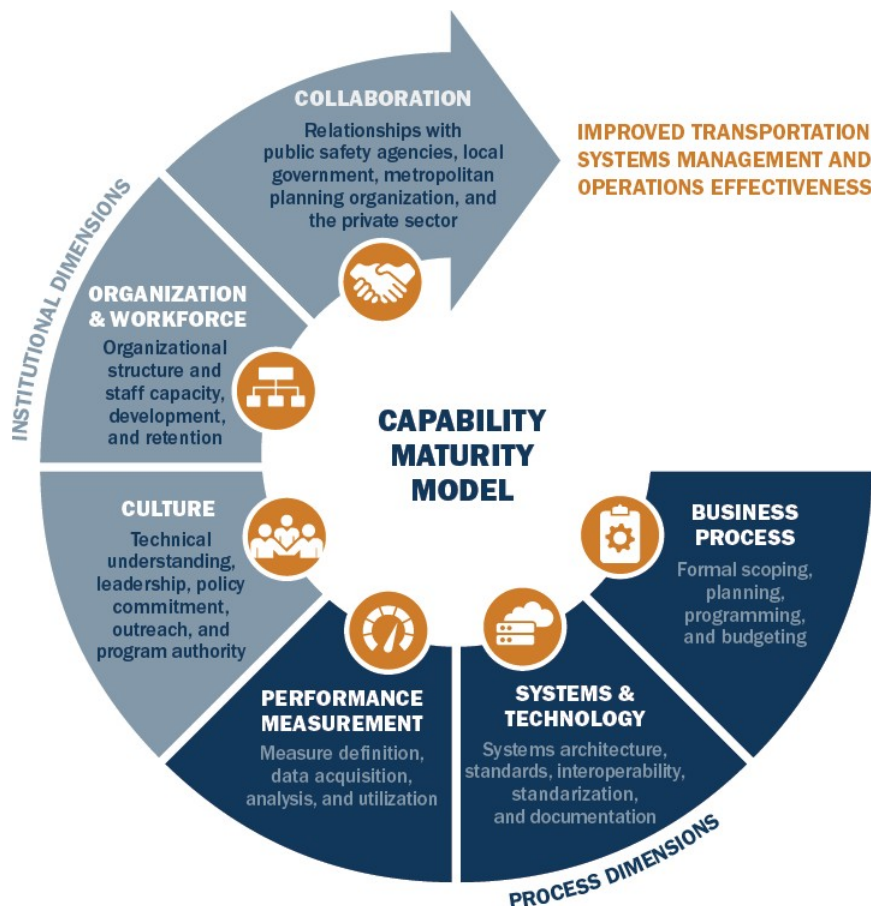 COLLABORATION
Relationships with
public safety agencies, local
government, metropolitan
planning organization, and
the private sector
IMPROVED TRANSPORTATION
SYSTEMS MANAGEMENT AND
OPERATIONS EFFECTIVENESS
INSTITUTIONAL DIMENSIONS
ORGANIZATION
& WORKFORCE
Organizational
structure and
staff capacity,
development,
and retention
CAPABILITY
MATURITY
MODEL
CULTURE
Technical
understanding,
leadership, policy
commitment,
outreach, and
program authority
BUSINESS
PROCESS
Formal scoping,
planning,
programming,
and budgeting
PERFORMANCE
MEASUREMENT
Measure definition,
data acquisition,
analysis, and utilization
SYSTEMS &
TECHNOLOGY
Systems architecture,
standards, interoperability,
standarization,
and documentation
PROCESS DIMENSIONS